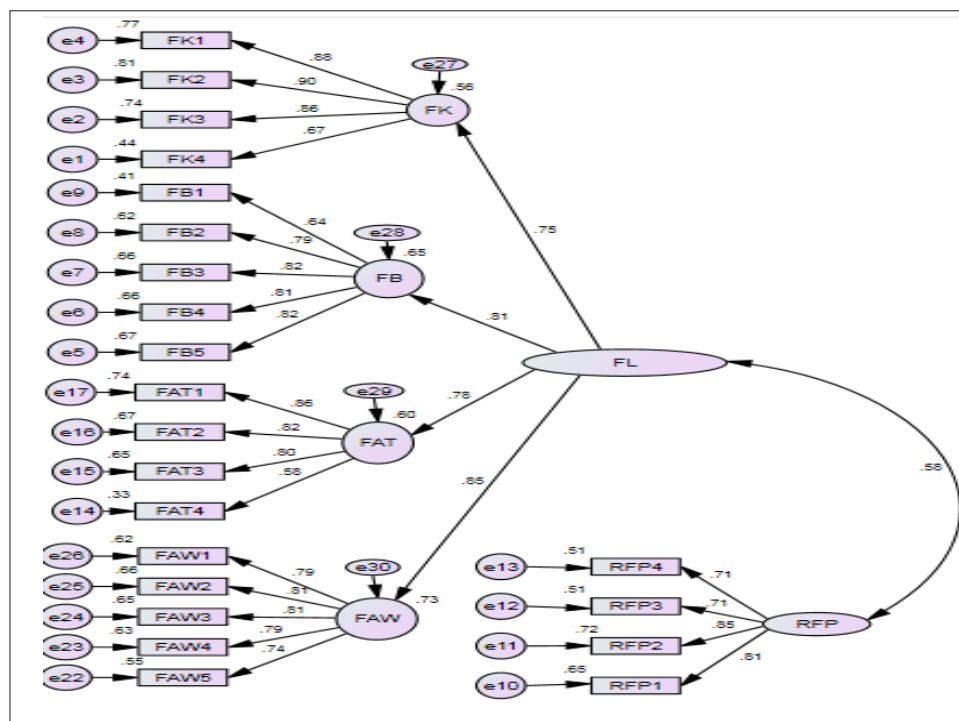 .77
e4 FK1
.88
e27
.81
e3 FK2
.90
.56
FK
.74
e2 FK3
.86
.67
.44
e1 FK4
.41
e9 FB1
.64
.62
e8 FB2
.79
e28
.65
.75
.66
e7 FB3
.82
FB
.66
e6 FB4
.81
.82
.81
.67
e5 FB5
FL
.74
e17 FAT1
.86
e29
.78
.60
.67
e16 FAT2
.82
FAT
.65
e15 FAT3
.80
.58
.58
.33
e14 FAT4
.85
.62
e26 FAW1
.79
e30
.51
e13 RFP4
.71
.66
e25 FAW2
.81
.73
.51
e12 RFP3
.71
.65
e24 FAW3
.81
FAW
.85
RFP
.63
e23 FAW4
.79
.72
e11 RFP2
.74
.81
.55
e22 FAW5
.65
e10 RFP1